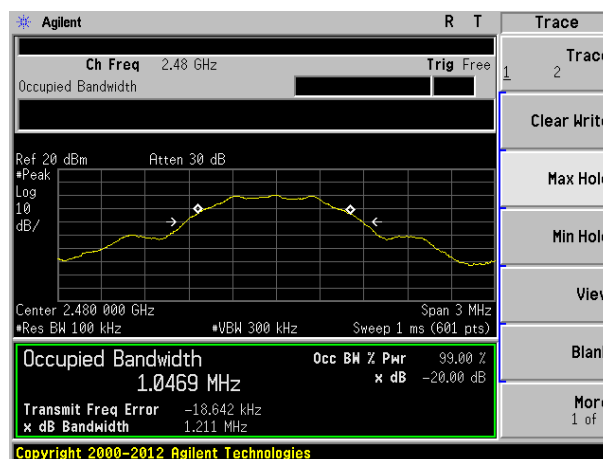 Agilent R T Trace
Ch Freq 2.48 GHz Trig Free
Occupied Bandwidth
Trace
1 2
Clear Write
Max Hold
Min Hold
View
Blank
More
1 of
Ref 20 dBm Atten 30 dB
#Peak
Log
10
dB/
Center 2.480 000 GHz Span 3 MHz
#Res BW 100 kHz #VBW 300 kHz Sweep 1 ms (601 pts)
Occupied Bandwidth Occ BW % Pwr 99.00 %
1.0469 MHz x dB -20.00 dB
Transmit Freq Error -18.642 kHz
x dB Bandwidth 1.211 MHz
Copyright 2000-2012 Agilent Technologies